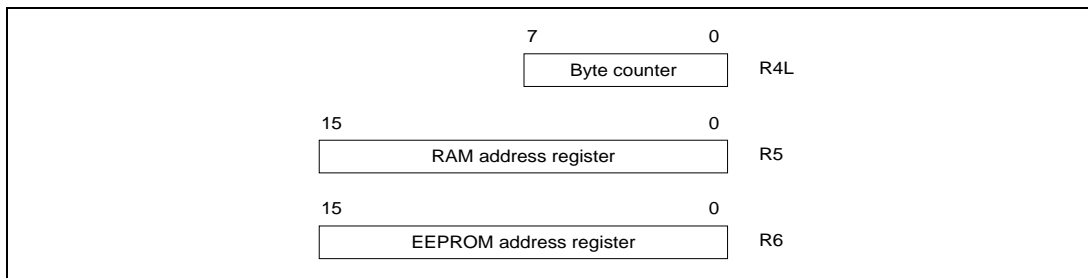 7 0
Byte counter R4L
15 0
RAM address register R5
15 0
EEPROM address register R6